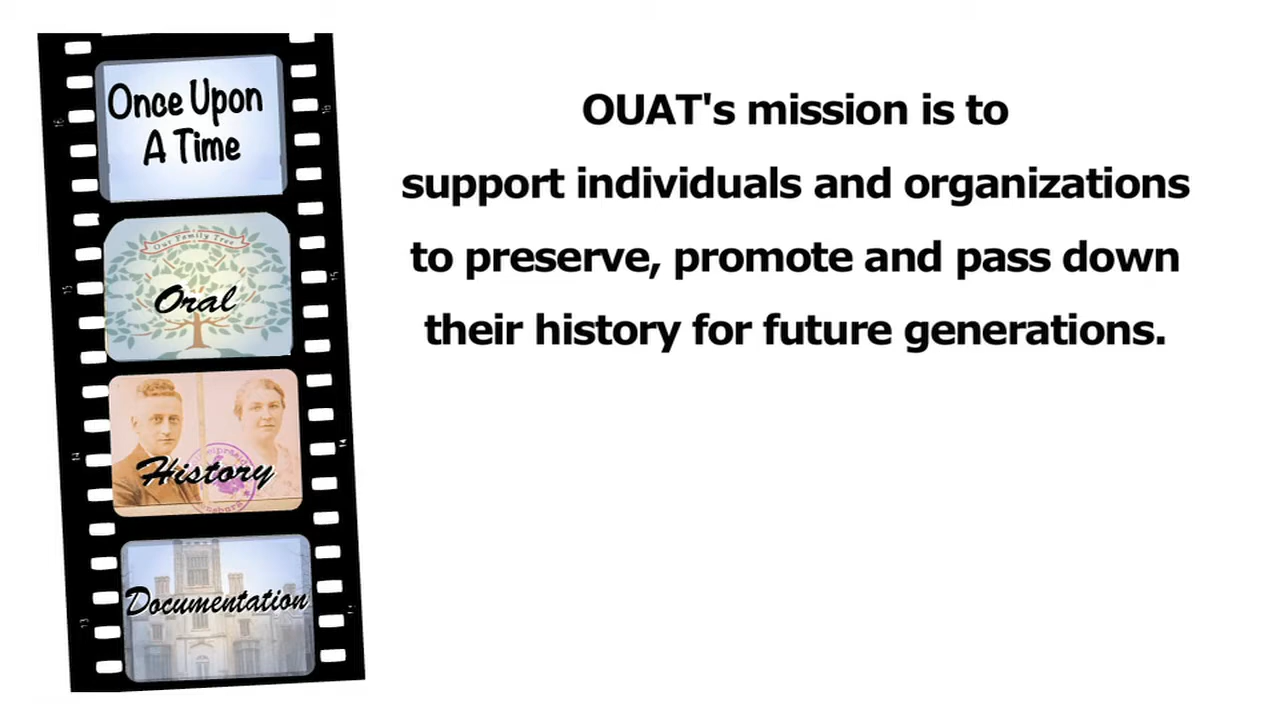 Once Upon
A Time
Our Family Tree
Oral
History
Documentation
OUAT's mission is to
support individuals and organizations
to preserve, promote and pass down
their history for future generations.